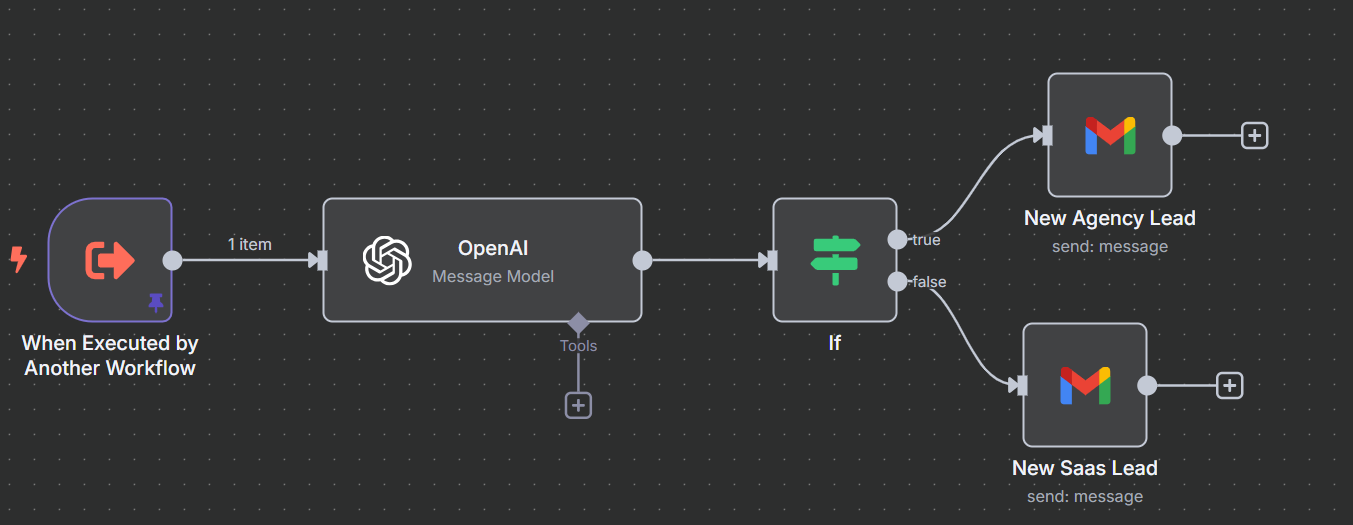 When Executed by
Another Workflow
1 item
OpenAI
Message Model
Tools
If
true
false
New Agency Lead
send: message
New Saas Lead
send: message